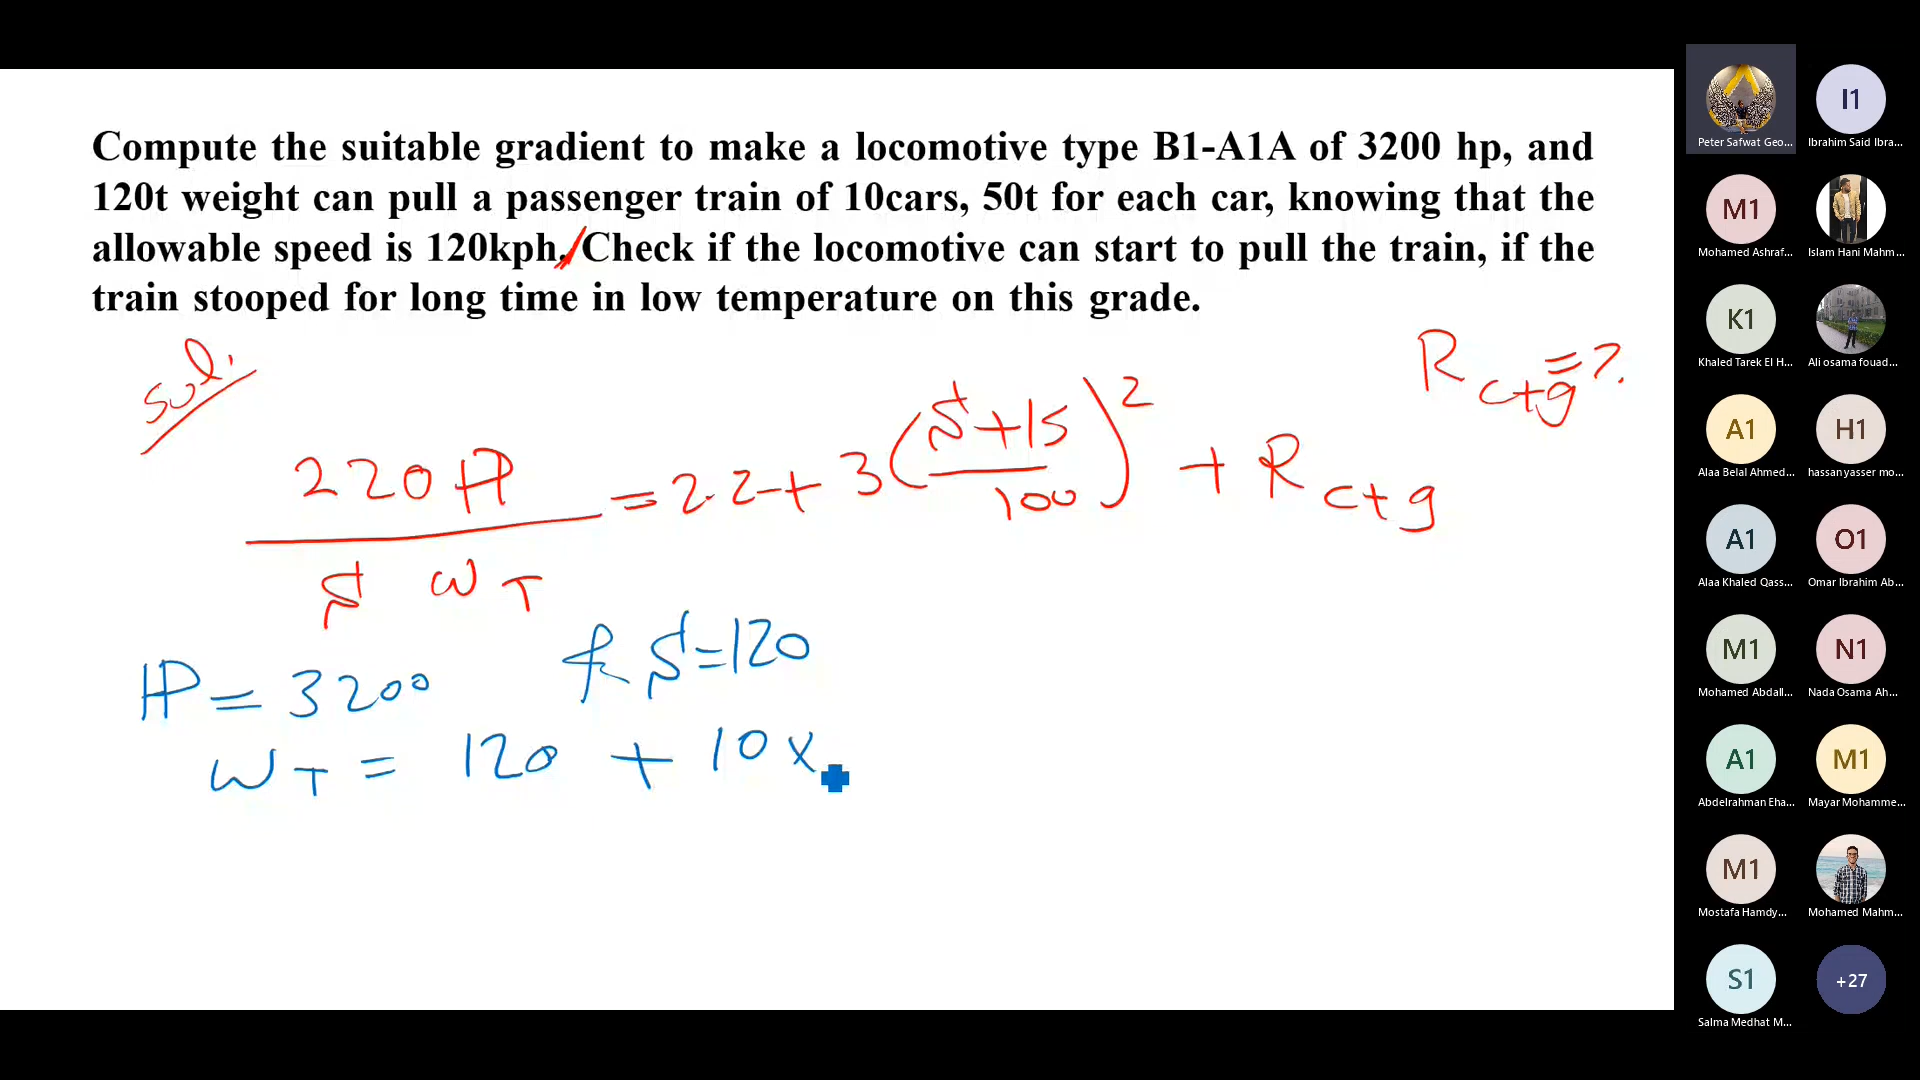 Compute the suitable gradient to make a locomotive type B1-A1A of 3200 hp, and
120t weight can pull a passenger train of 10cars, 50t for each car, knowing that the
allowable speed is 120kph. Check if the locomotive can start to pull the train, if the
train stooped for long time in low temperature on this grade.
Sol.
R c+g = ?
220 HP / S W T = 2.2 + 3 (S+15 / 100)^2 + R c+g
HP = 3200 & S = 120
W T = 120 + 10 x
Peter Safwat Geo...
I1
Ibrahim Said Ibra...
M1
Mohamed Ashraf...
Islam Hani Mahm...
K1
Khaled Tarek El H...
Ali osama fouad...
A1
Alaa Belal Ahmed...
H1
hassan yasser mo...
A1
Alaa Khaled Qass...
O1
Omar Ibrahim Ab...
M1
Mohamed Abdall...
N1
Nada Osama Ah...
A1
Abdelrahman Eha...
M1
Mayar Mohamme...
M1
Mostafa Hamdy...
Mohamed Mahm...
S1
Salma Medhat M...
+27